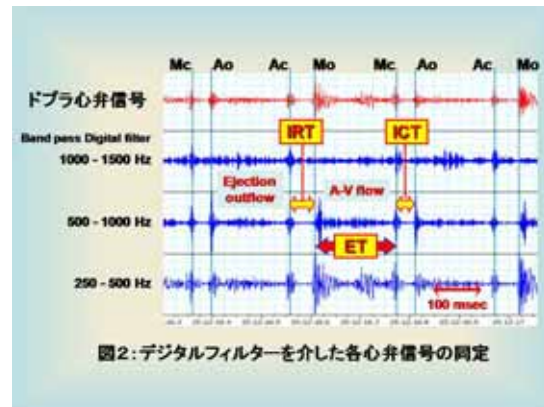 Mc Ao Ac Mo Mc Ao Ac Mo
ドプラ心弁信号
Band pass Digital filter
IRT ICT
1000 - 1500 Hz
Ejection outflow
A-V flow
500 - 1000 Hz
ET
250 - 500 Hz
100 msec
図2:デジタルフィルターを介した各心弁信号の同定